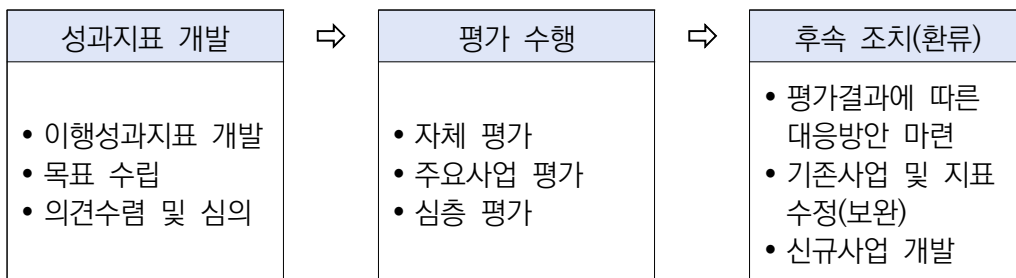 성과지표 개발
• 이행성과지표 개발
• 목표 수립
• 의견수렴 및 심의
⇨
평가 수행
• 자체 평가
• 주요사업 평가
• 심층 평가
⇨
후속 조치(환류)
• 평가결과에 따른
대응방안 마련
• 기존사업 및 지표
수정(보완)
• 신규사업 개발